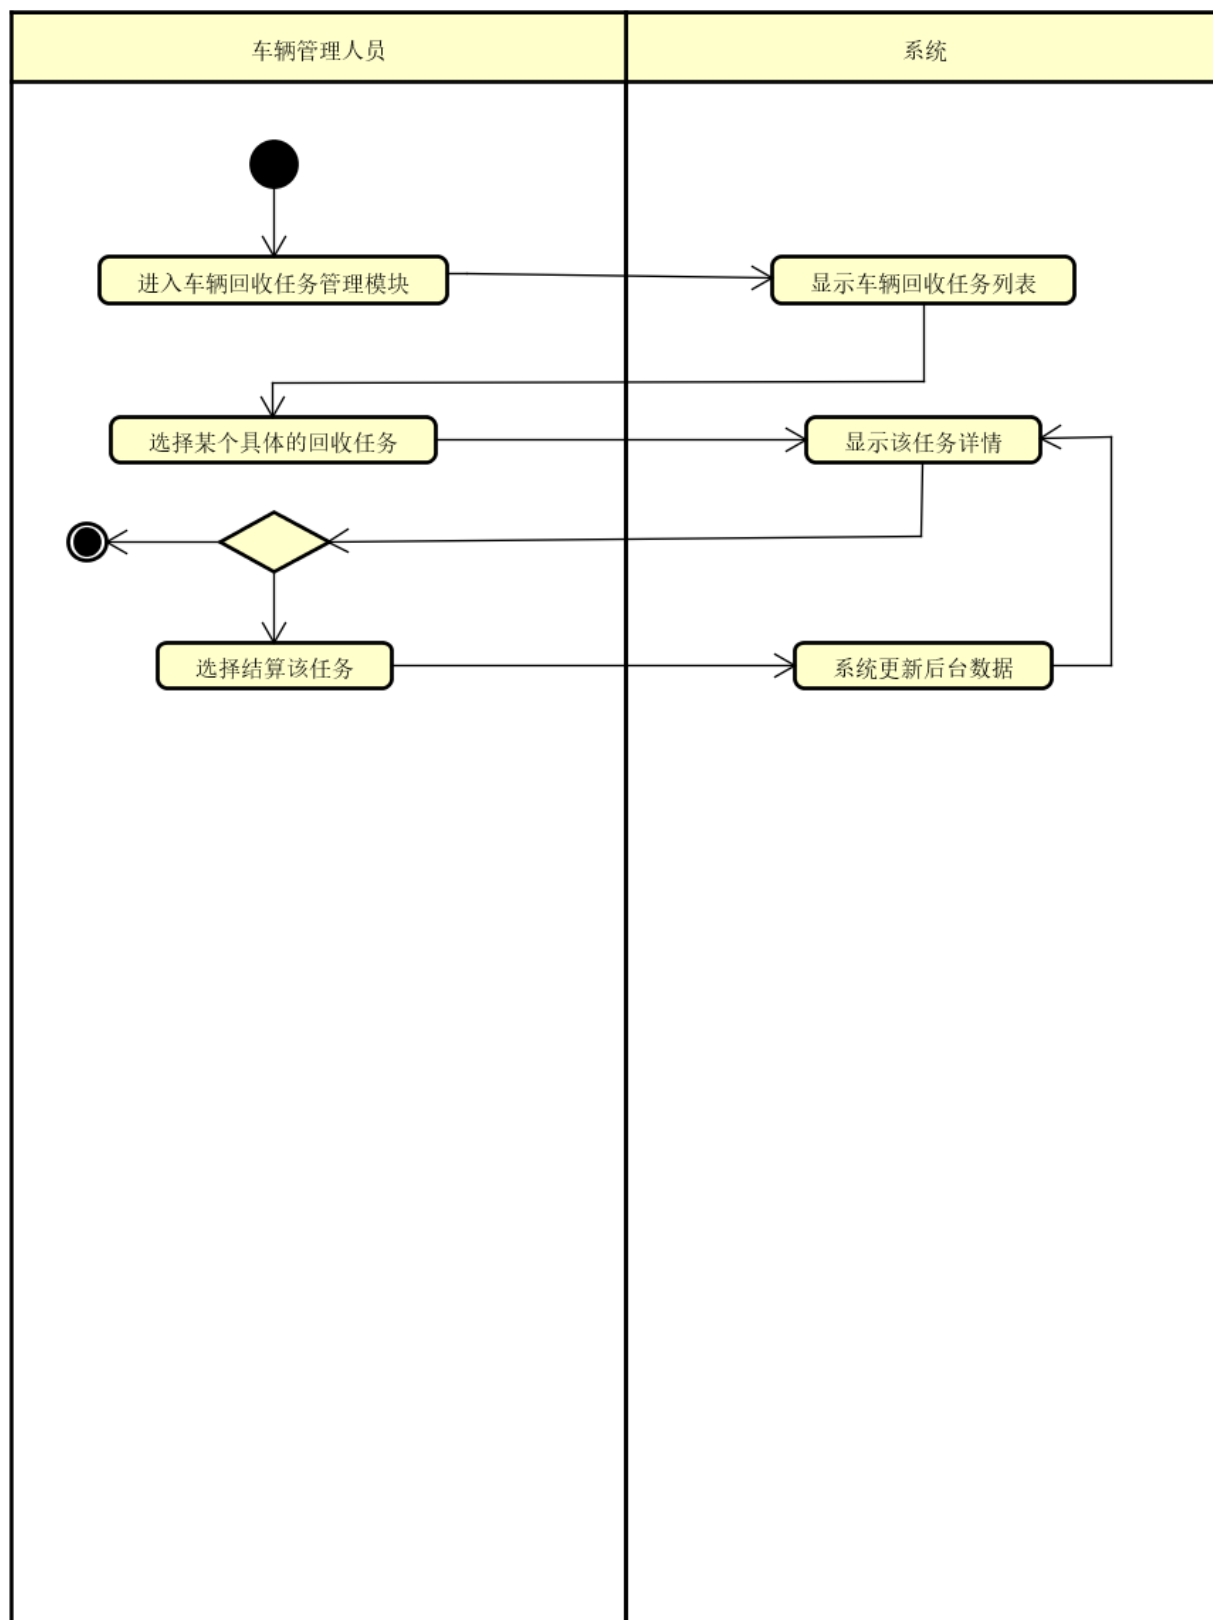 车辆管理人员
系统
进入车辆回收任务管理模块
显示车辆回收任务列表
选择某个具体的回收任务
显示该任务详情
选择结算该任务
系统更新后台数据